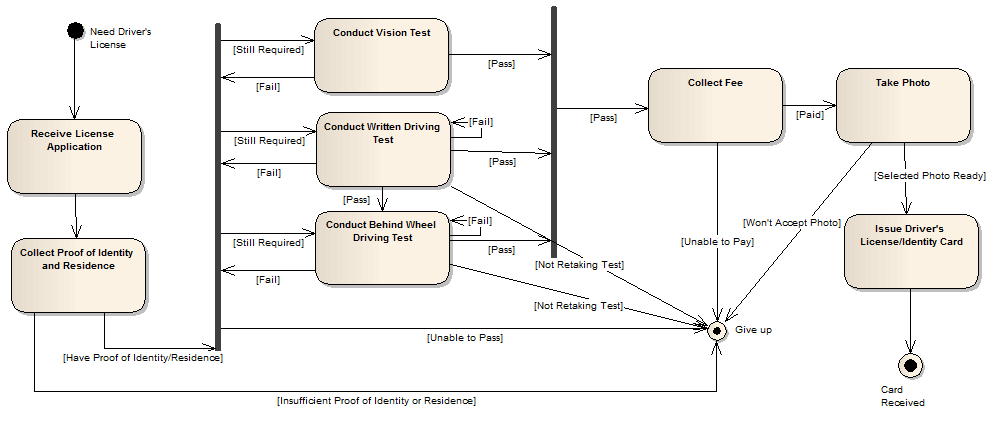 Need Driver's
License
Receive License
Application
Collect Proof of Identity
and Residence
[Have Proof of Identity/Residence]
[Insufficient Proof of Identity or Residence]
Conduct Vision Test
[Still Required]
[Fail]
[Pass]
Conduct Written Driving
Test
[Still Required]
[Fail]
[Fail]
[Pass]
[Pass]
Conduct Behind Wheel
Driving Test
[Still Required]
[Fail]
[Fail]
[Pass]
[Not Retaking Test]
[Not Retaking Test]
[Unable to Pass]
[Pass]
Collect Fee
[Paid]
[Unable to Pay]
Take Photo
[Won't Accept Photo]
[Selected Photo Ready]
Issue Driver's
License/Identity Card
Give up
Card
Received